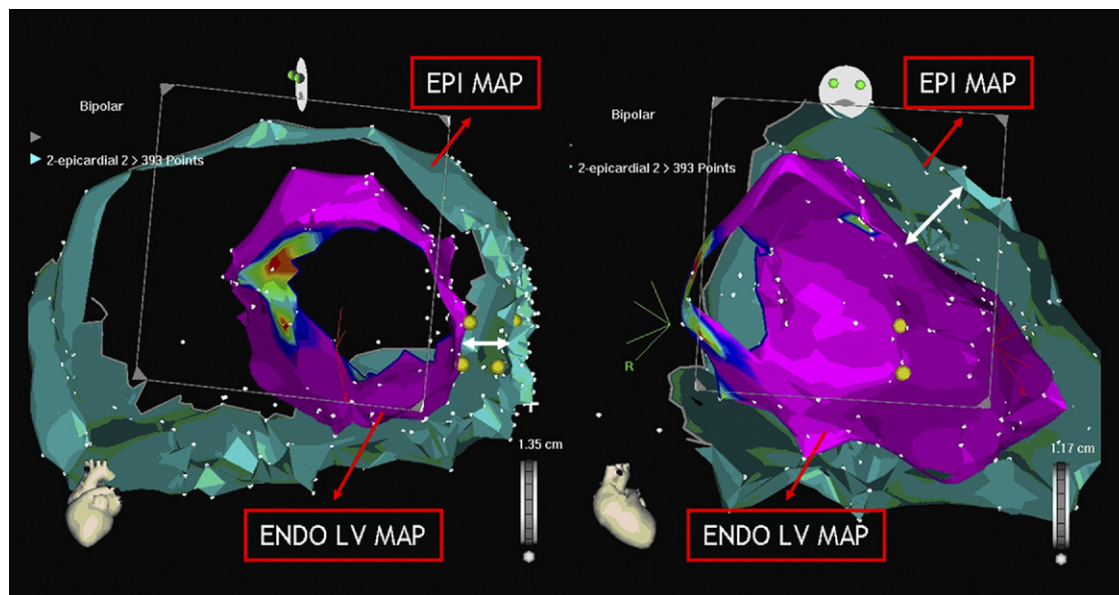 EPI MAP
Bipolar
2-epicardial 2 > 393 Points
1.35 cm
ENDO LV MAP
EPI MAP
Bipolar
2-epicardial 2 > 393 Points
R
1.17 cm
ENDO LV MAP